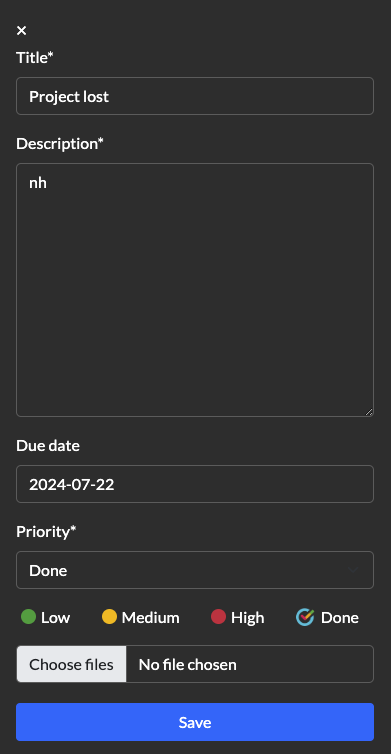 ×
Title*
Project lost
Description*
nh
Due date
2024-07-22
Priority*
Done
Low Medium High Done
Choose files No file chosen
Save